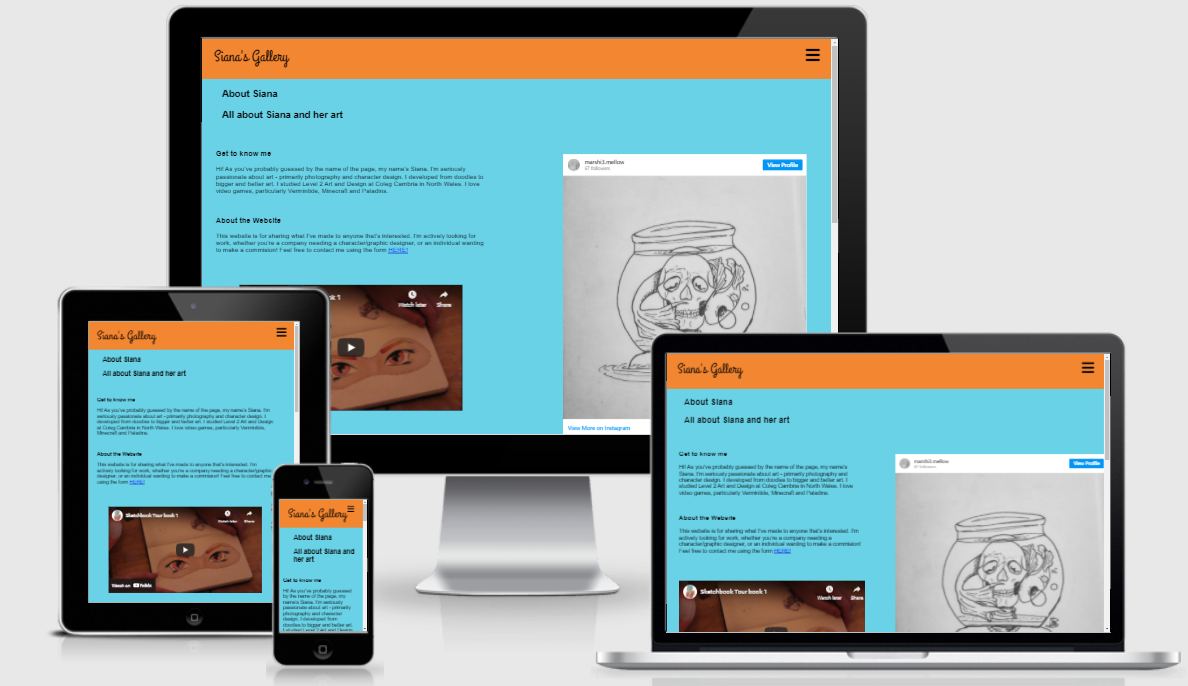 Siana's Gallery
About Siana
All about Siana and her art
Get to know me
Hi! As you've probably guessed by the name of the page, my name's Siana. I'm seriously
passionate about art - primarily photography and character design. I developed from doodles to
bigger and better art. I studied Level 2 Art and Design at Coleg Cambria in North Wales. I love
video games, particularly Vermintide, Minecraft and Paladins.
About the Website
This website is for sharing what I've made to anyone that's interested. I'm actively looking for
work, whether you're a company needing a character/graphic designer, or an individual wanting
to make a commision! Feel free to contact me using the form HERE!
Watch later
Share
marshi3.mellow
67 followers
View Profile
View More on Instagram
Siana's Gallery
About Siana
All about Siana and her art
Get to know me
Hi! As you've probably guessed by the name of the page, my name's Siana. I'm
seriously passionate about art - primarily photography and character design. I
developed from doodles to bigger and better art. I studied Level 2 Art and Design
at Coleg Cambria in North Wales. I love video games, particularly Vermintide,
Minecraft and Paladins.
About the Website
This website is for sharing what I've made to anyone that's interested. I'm
actively looking for work, whether you're a company needing a character/graphic
designer, or an individual wanting to make a commision! Feel free to contact me
using the form HERE!
Sketchbook Tour book 1
Watch later
Share
Watch on YouTube
Siana's Gallery
About Siana
All about Siana and
her art
Get to know me
Hi! As you've probably guessed
by the name of the page, my
name's Siana. I'm seriously
passionate about art - primarily
photography and character
design. I developed from
doodles to bigger and better art.
I studied Level 2 Art and Design
Siana's Gallery
About Siana
All about Siana and her art
Get to know me
Hi! As you've probably guessed by the name of the page, my name's
Siana. I'm seriously passionate about art - primarily photography and
character design. I developed from doodles to bigger and better art. I
studied Level 2 Art and Design at Coleg Cambria in North Wales. I love
video games, particularly Vermintide, Minecraft and Paladins.
About the Website
This website is for sharing what I've made to anyone that's interested. I'm
actively looking for work, whether you're a company needing a
character/graphic designer, or an individual wanting to make a commision!
Feel free to contact me using the form HERE!
Sketchbook Tour book 1
Watch later
Share
marshi3.mellow
67 followers
View Profile